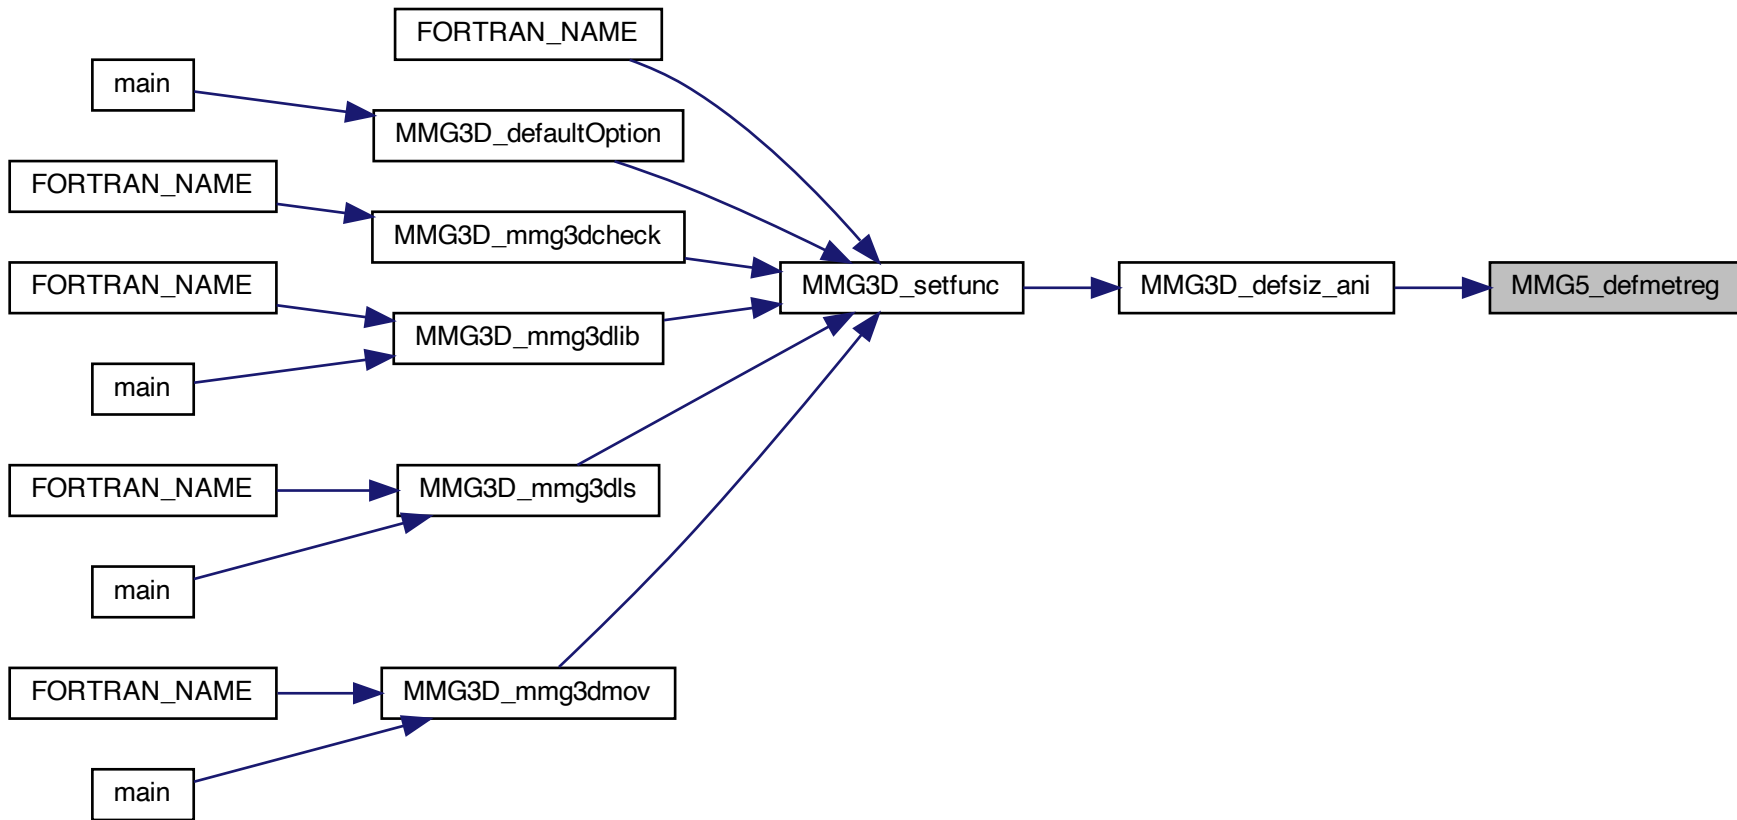 FORTRAN_NAME
main
MMG3D_defaultOption
FORTRAN_NAME
MMG3D_mmg3dcheck
FORTRAN_NAME
MMG3D_setfunc
MMG3D_defsiz_ani
MMG5_defmetreg
MMG3D_mmg3dlib
main
FORTRAN_NAME
MMG3D_mmg3dls
main
FORTRAN_NAME
MMG3D_mmg3dmov
main